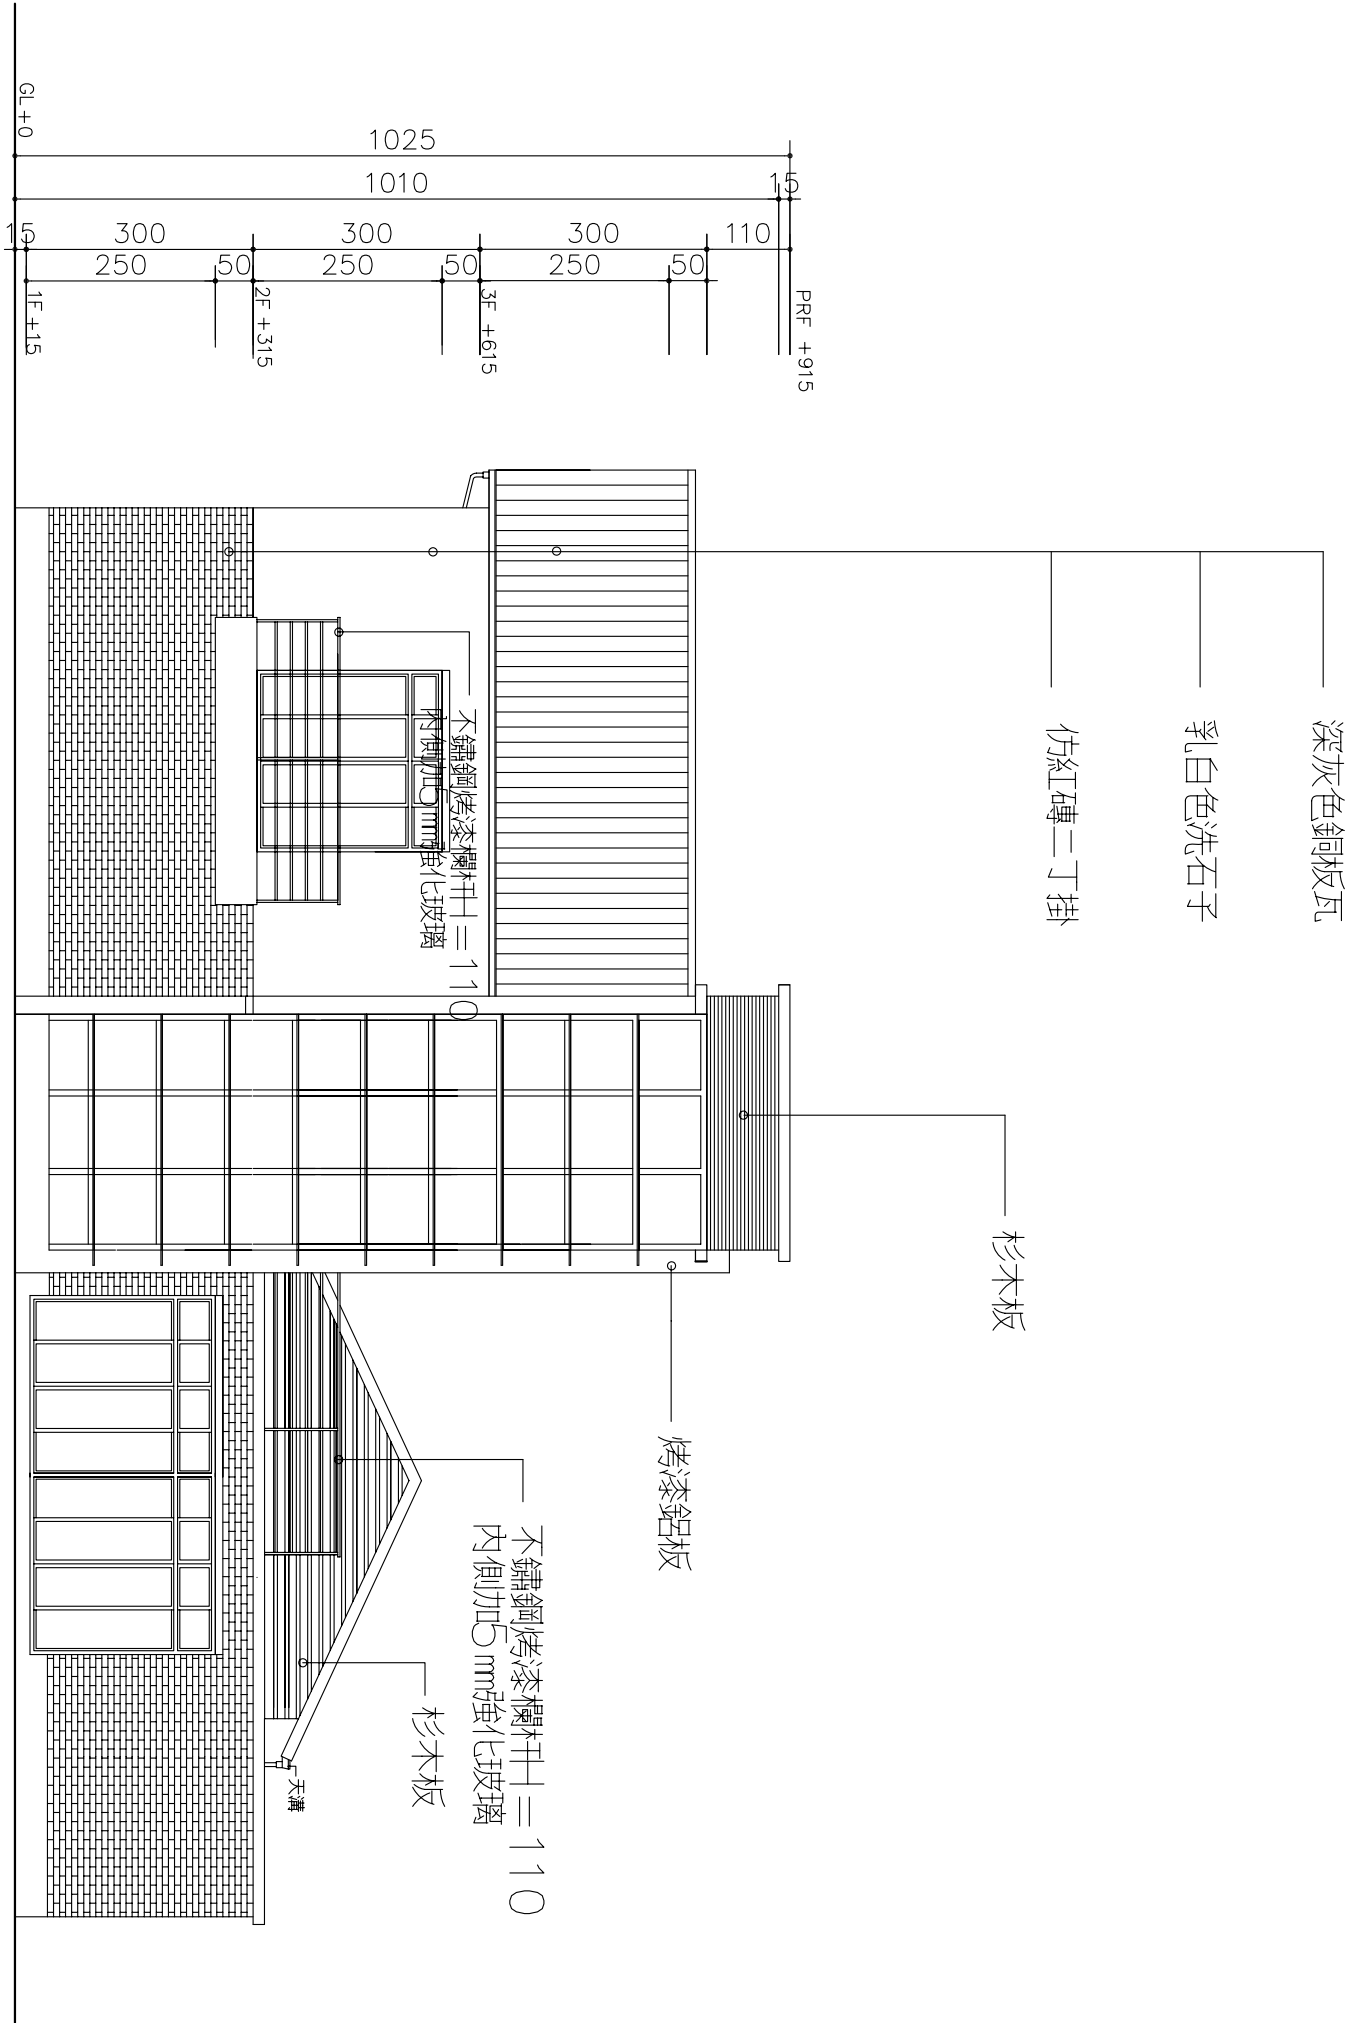 深灰色銅板瓦
乳白色洗石子
仿紅磚二丁掛
杉木板
烤漆鋁板
不鏽鋼烤漆欄杆H=110
內側加5mm強化玻璃
不鏽鋼烤漆欄杆H=110
內側加5mm強化玻璃
杉木板
天溝
PRF +915
3F +615
2F +315
1F +15
GL+0
1025
1010
15
15
300
300
300
110
250
50
250
50
250
50